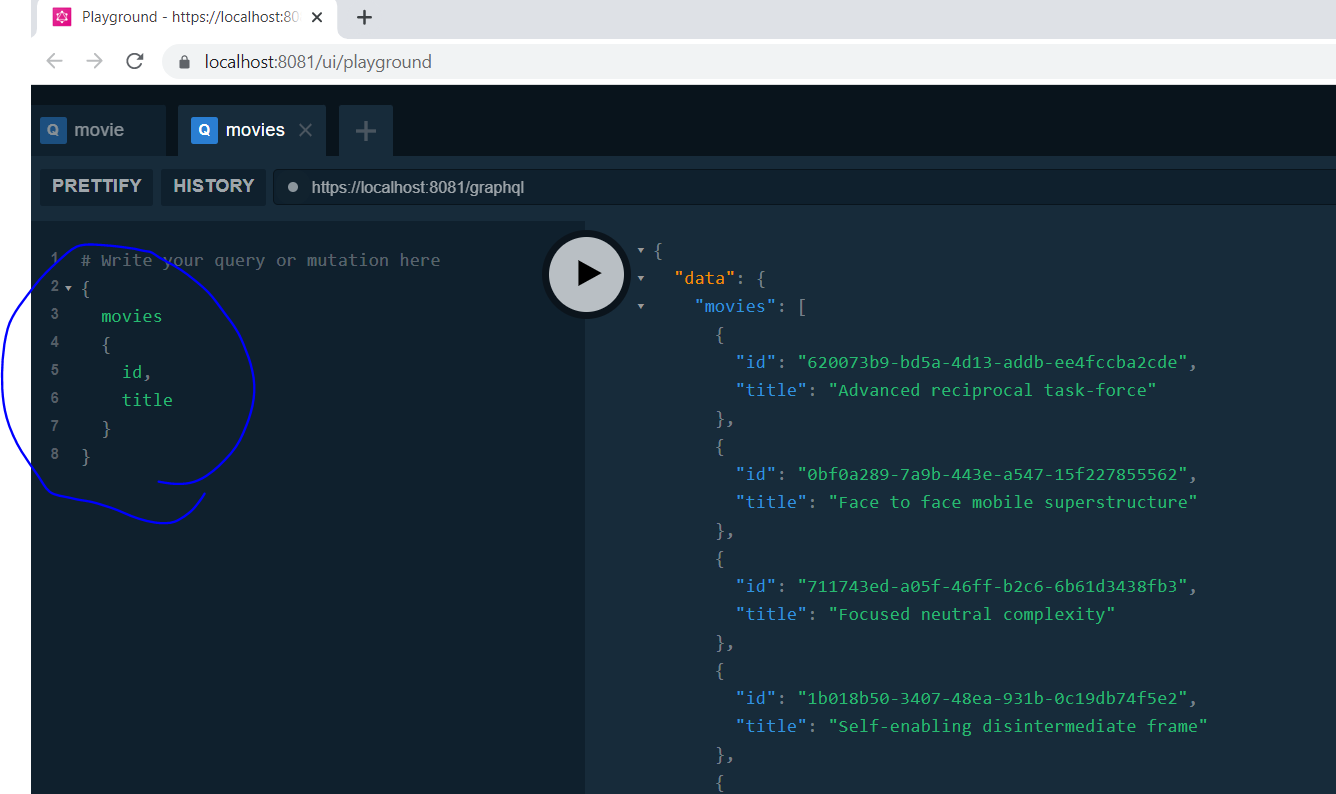 Playground - https://localhost:80
localhost:8081/ui/playground
Q movie
Q movies
PRETTIFY HISTORY https://localhost:8081/graphql
1 # Write your query or mutation here
2 {
3 movies
4 {
5 id,
6 title
7 }
8 }
{
"data": {
"movies": [
{
"id": "620073b9-bd5a-4d13-addb-ee4fccba2cde",
"title": "Advanced reciprocal task-force"
},
{
"id": "0bf0a289-7a9b-443e-a547-15f227855562",
"title": "Face to face mobile superstructure"
},
{
"id": "711743ed-a05f-46ff-b2c6-6b61d3438fb3",
"title": "Focused neutral complexity"
},
{
"id": "1b018b50-3407-48ea-931b-0c19db74f5e2",
"title": "Self-enabling disintermediate frame"
},
{